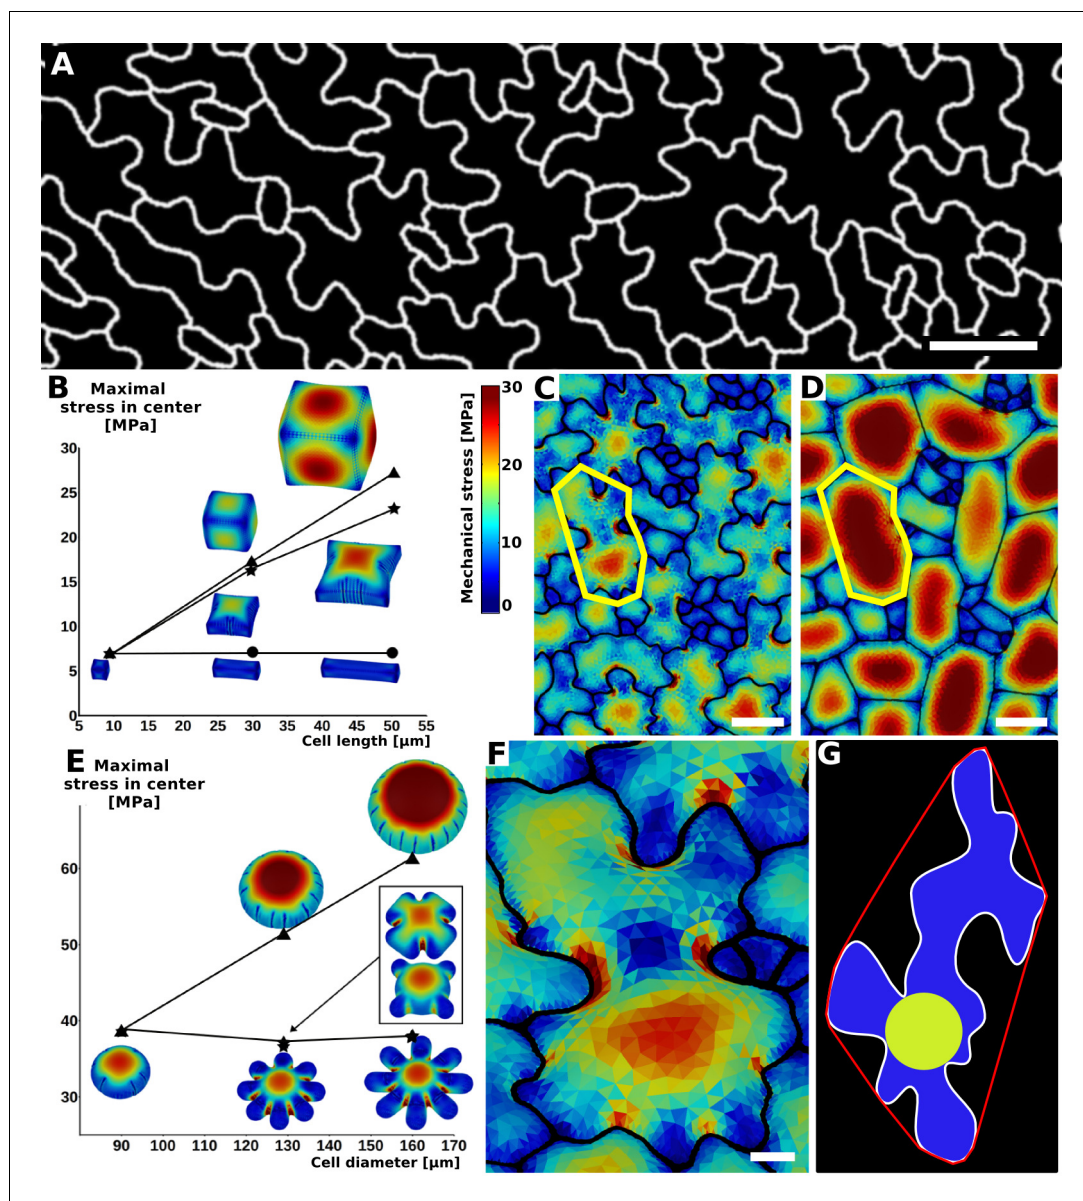 A
B
Maximal
stress in center
[MPa]
30
25
20
15
10
5
0
5 10 15 20 25 30 35 40 45 50 55
Cell length [µm]
Mechanical stress [MPa]
30
20
10
0
C
D
E
Maximal
stress in center
[MPa]
60
50
40
30
90 100 110 120 130 140 150 160 170
Cell diameter [µm]
F
G